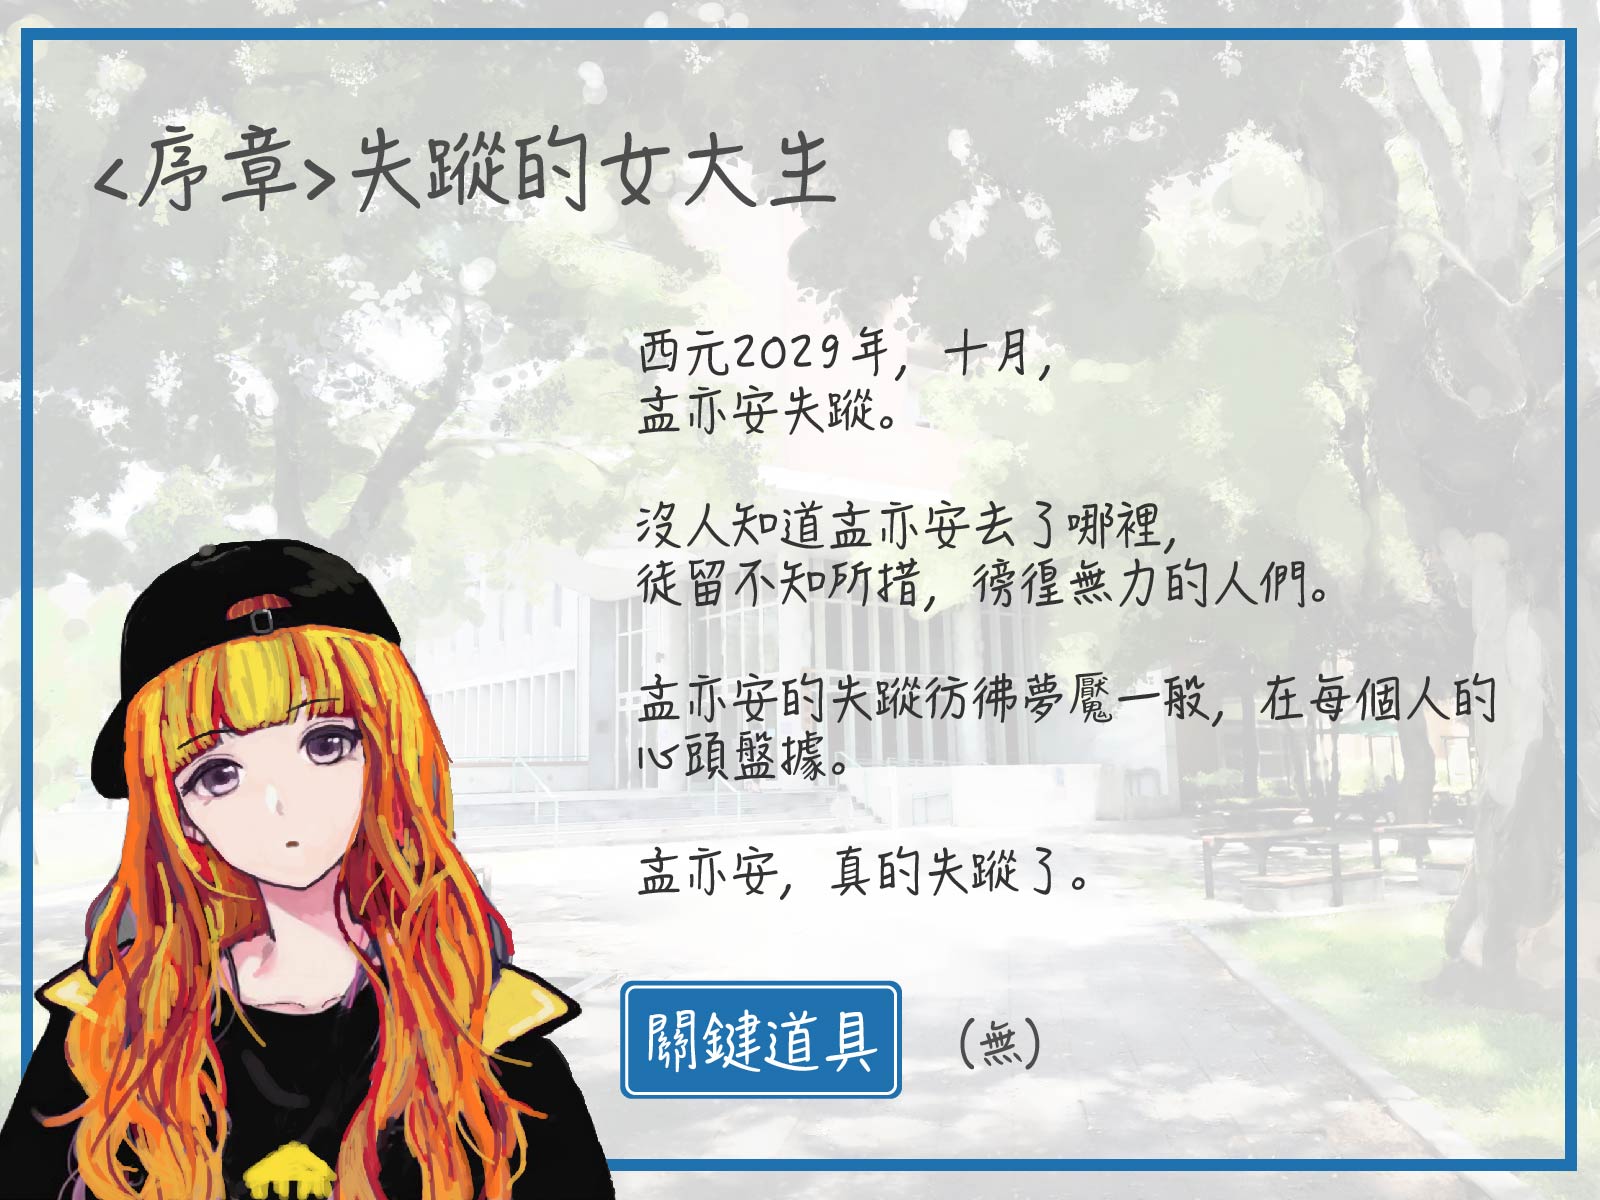 <序章>失蹤的女大生
西元2029年，十月，
孟亦安失蹤。
沒人知道孟亦安去了哪裡，
徒留不知所措，徬徨無力的人們。
孟亦安的失蹤彷彿夢魘一般，在每個人的
心頭盤據。
孟亦安，真的失蹤了。
關鍵道具 (無)